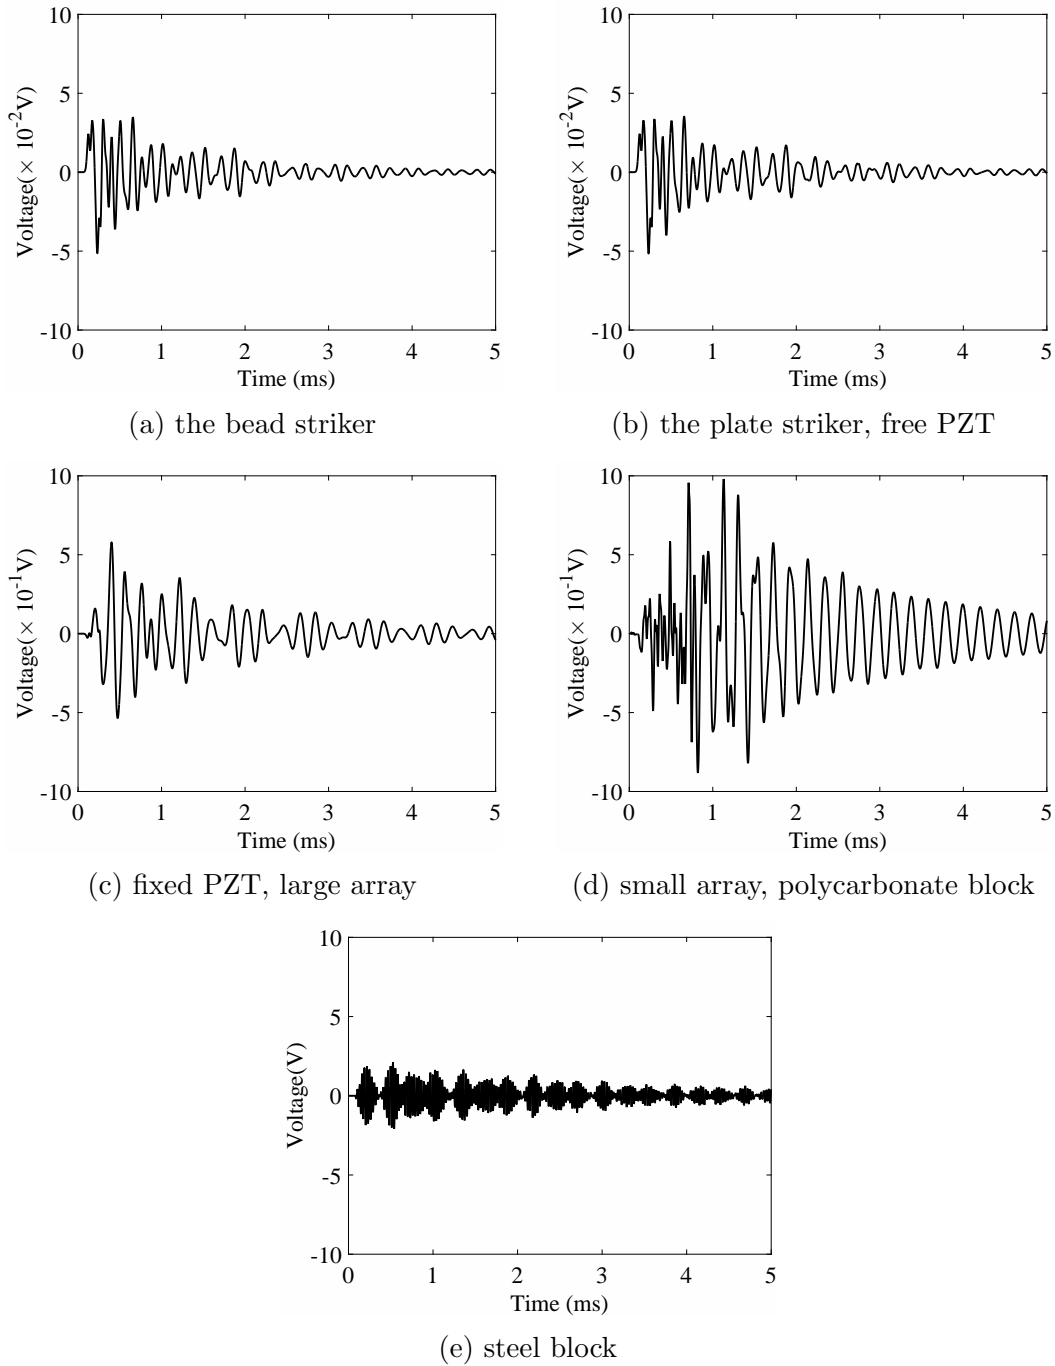 10
5
0
-5
-10
Voltage(× 10⁻²V)
0 1 2 3 4 5
Time (ms)
(a) the bead striker
10
5
0
-5
-10
Voltage(× 10⁻²V)
0 1 2 3 4 5
Time (ms)
(b) the plate striker, free PZT
10
5
0
-5
-10
Voltage(× 10⁻¹V)
0 1 2 3 4 5
Time (ms)
(c) fixed PZT, large array
10
5
0
-5
-10
Voltage(× 10⁻¹V)
0 1 2 3 4 5
Time (ms)
(d) small array, polycarbonate block
10
5
0
-5
-10
Voltage(V)
0 1 2 3 4 5
Time (ms)
(e) steel block